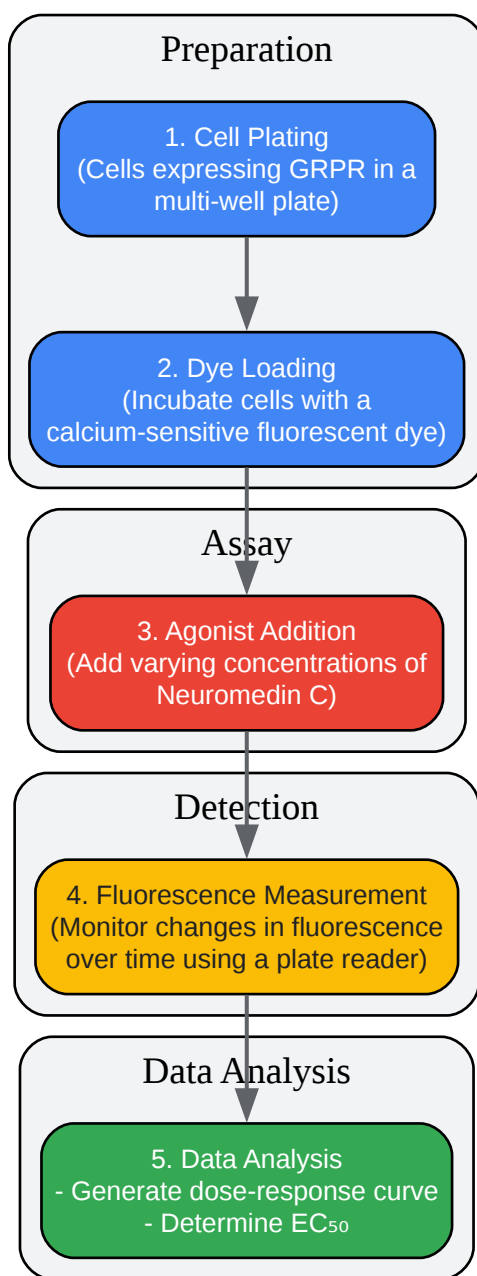 Preparation
1. Cell Plating
(Cells expressing GRPR in a
multi-well plate)
2. Dye Loading
(Incubate cells with a
calcium-sensitive fluorescent dye)
Assay
3. Agonist Addition
(Add varying concentrations of
Neuromedin C)
Detection
4. Fluorescence Measurement
(Monitor changes in fluorescence
over time using a plate reader)
Data Analysis
5. Data Analysis
- Generate dose-response curve
- Determine EC₅₀